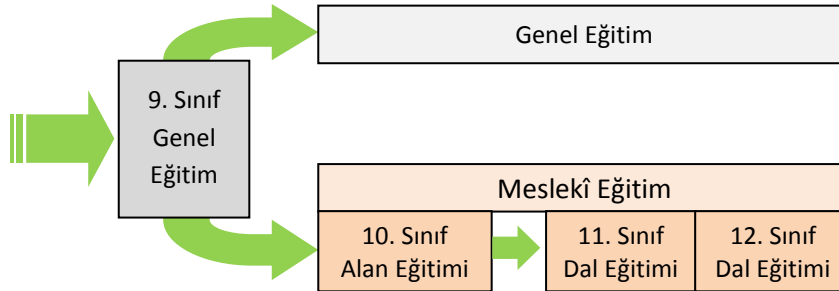 Genel Eğitim
9. Sınıf
Genel
Eğitim
Meslekî Eğitim
10. Sınıf
Alan Eğitimi
11. Sınıf
Dal Eğitimi
12. Sınıf
Dal Eğitimi